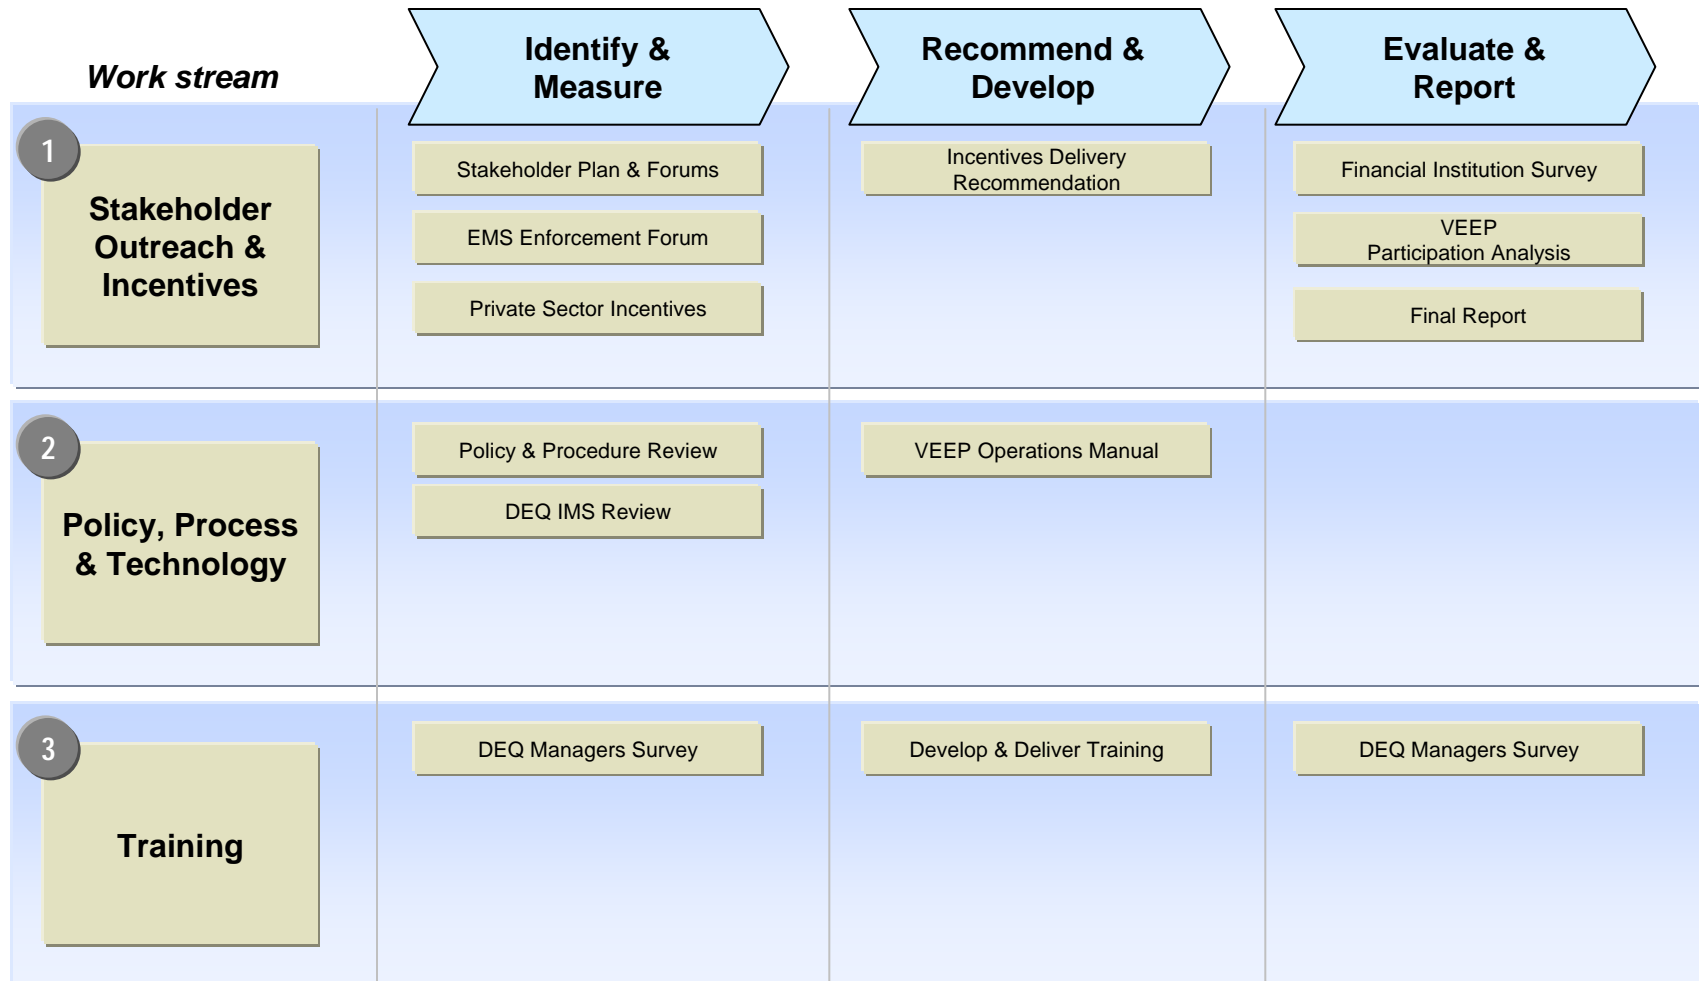 Work stream
Identify &
Measure
Recommend &
Develop
Evaluate &
Report
1
Stakeholder
Outreach &
Incentives
Stakeholder Plan & Forums
EMS Enforcement Forum
Private Sector Incentives
Incentives Delivery
Recommendation
Financial Institution Survey
VEEP
Participation Analysis
Final Report
2
Policy, Process
& Technology
Policy & Procedure Review
DEQ IMS Review
VEEP Operations Manual
3
Training
DEQ Managers Survey
Develop & Deliver Training
DEQ Managers Survey